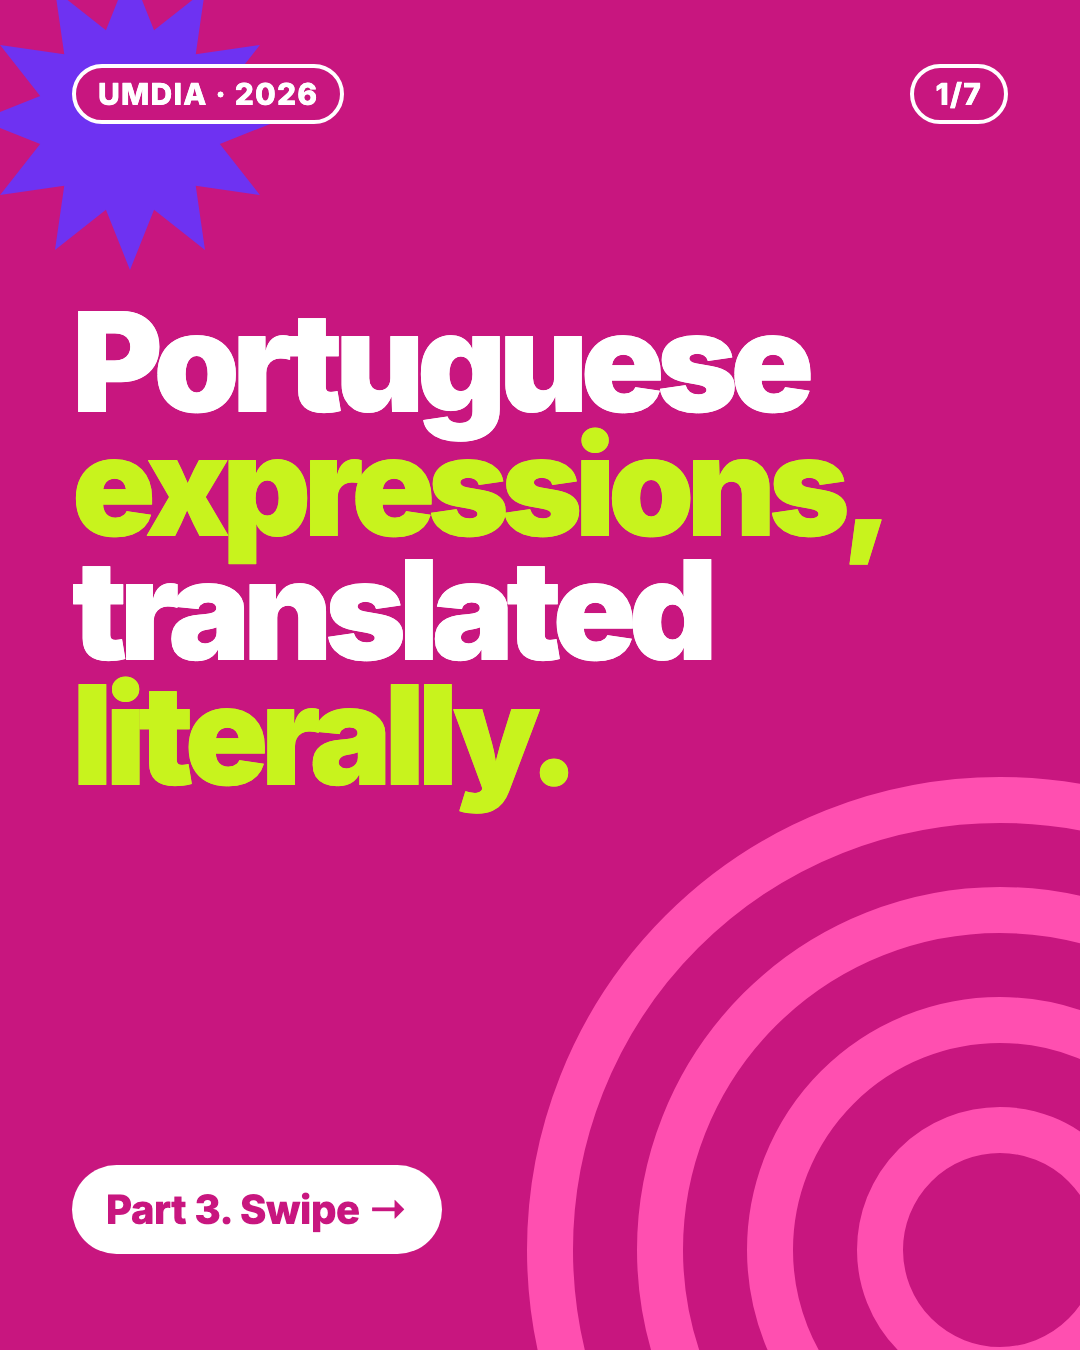 UMDIA · 2026
1/7
Portuguese
expressions,
translated
literally.
Part 3. Swipe →